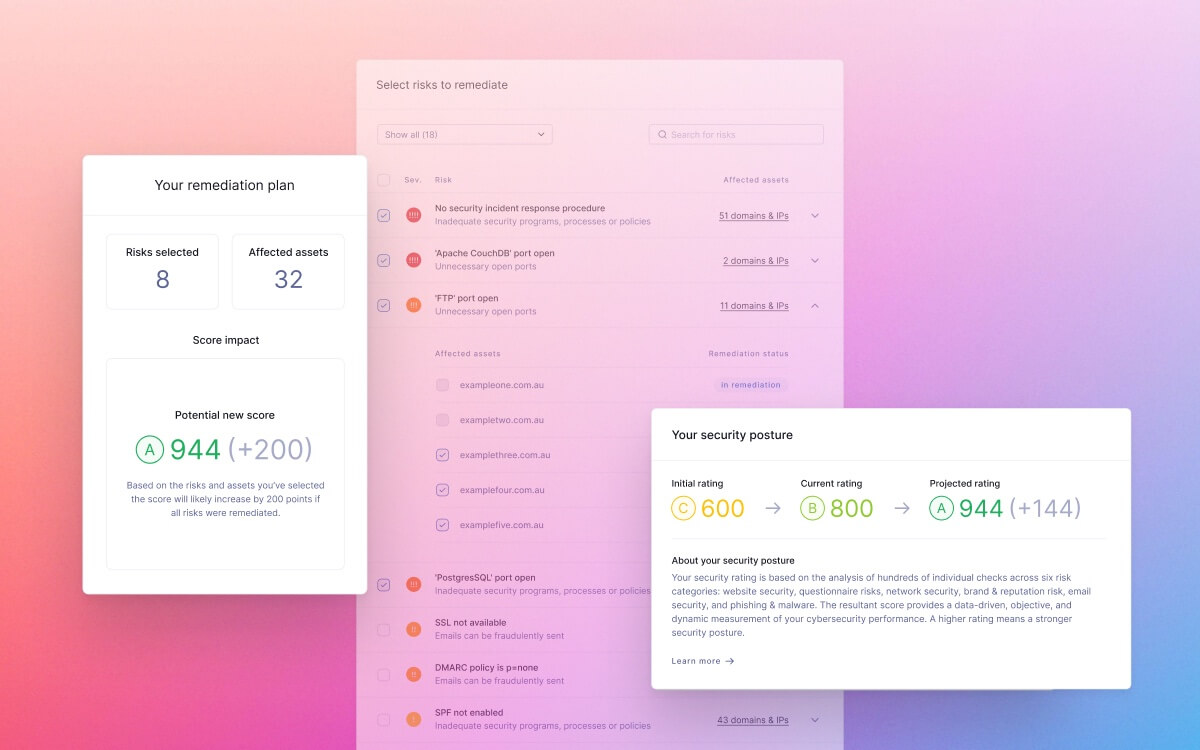 Select risks to remediate
Show all (18)
Search for risks
Sev. Risk Affected assets
!!!! No security incident response procedure
Inadequate security programs, processes or policies
51 domains & IPs
!!!! 'Apache CouchDB' port open
Unnecessary open ports
2 domains & IPs
!!! 'FTP' port open
Unnecessary open ports
11 domains & IPs
Affected assets Remediation status
exampleone.com.au In remediation
exampletwo.com.au
examplethree.com.au
examplefour.com.au
examplefive.com.au
!!! 'PostgresSQL' port open
Inadequate security programs, processes or policies
!! SSL not available
Emails can be fraudulently sent
!! DMARC policy is p=none
Emails can be fraudulently sent
! SPF not enabled
Inadequate security programs, processes or policies
43 domains & IPs
Your remediation plan
Risks selected
8
Affected assets
32
Score impact
Potential new score
A 944 (+200)
Based on the risks and assets you've selected
the score will likely increase by 200 points if
all risks were remediated.
Your security posture
Initial rating Current rating Projected rating
C 600 → B 800 → A 944 (+144)
About your security posture
Your security rating is based on the analysis of hundreds of individual checks across six risk
categories: website security, questionnaire risks, network security, brand & reputation risk, email
security, and phishing & malware. The resultant score provides a data-driven, objective, and
dynamic measurement of your cybersecurity performance. A higher rating means a stronger
security posture.
Learn more →